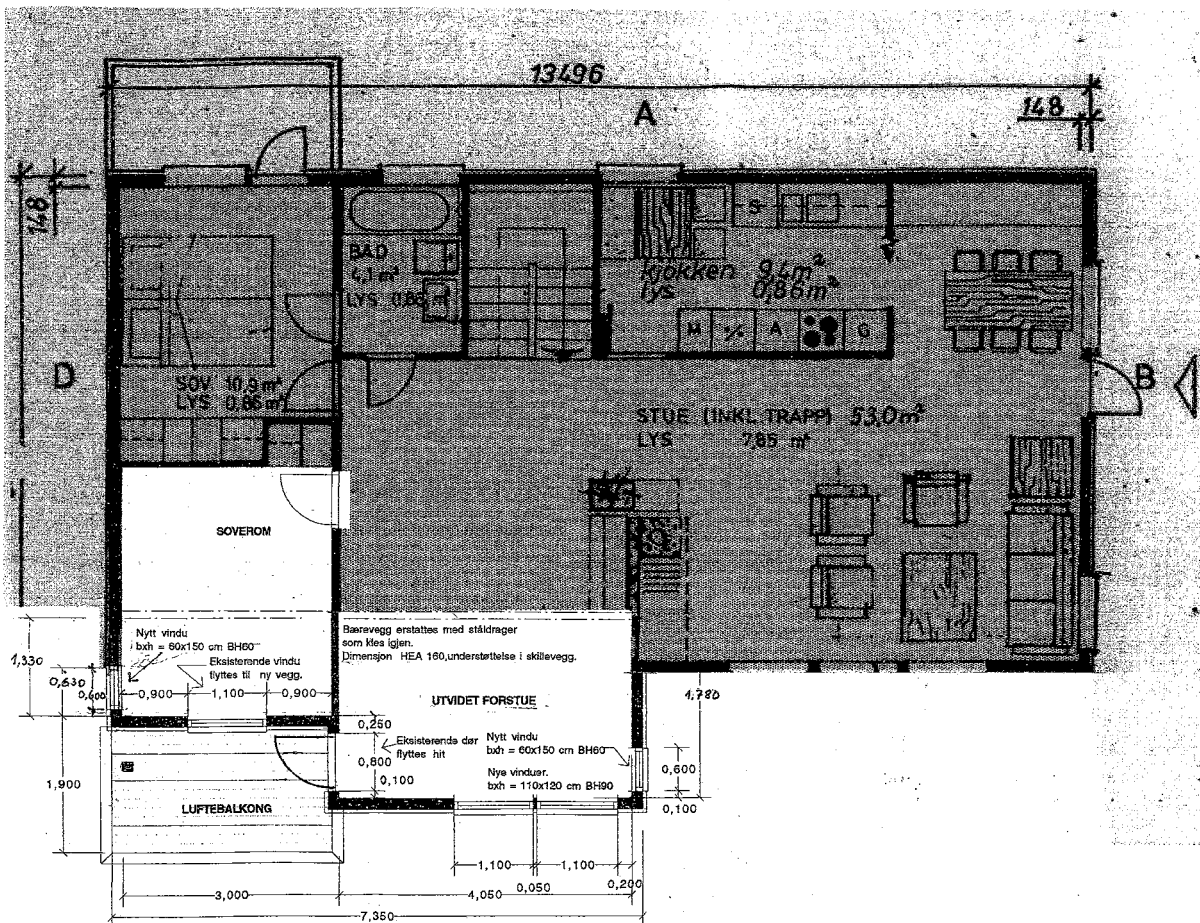 13496
A
148
148
S
BAD
4,1 m²
LYS 0,86 m²
kjökken 9,4 m²
lys 0,86 m²
M
A
G
D
B
SOV 10,9 m²
LYS 0,86 m²
STUE (INKL. TRAPP) 53,0 m²
LYS 7,85 m²
SOVEROM
Nytt vindu
bxh = 60x150 cm BH60
Eksisterende vindu
flyttes til ny vegg.
Bærevegg erstattes med ståldrager
som kles igjen.
Dimensjon HEA 160,understøttelse i skillevegg.
1,330
0,630
0,600
0,900
1,100
0,900
UTVIDET FORSTUE
1,780
0,250
Eksisterende dør
flyttes hit
0,800
0,100
Nytt vindu
bxh = 60x150 cm BH60
Nye vinduer.
bxh = 110x120 cm BH90
0,600
0,100
1,900
LUFTEBALKONG
1,100
1,100
0,050
0,200
3,000
4,050
7,350